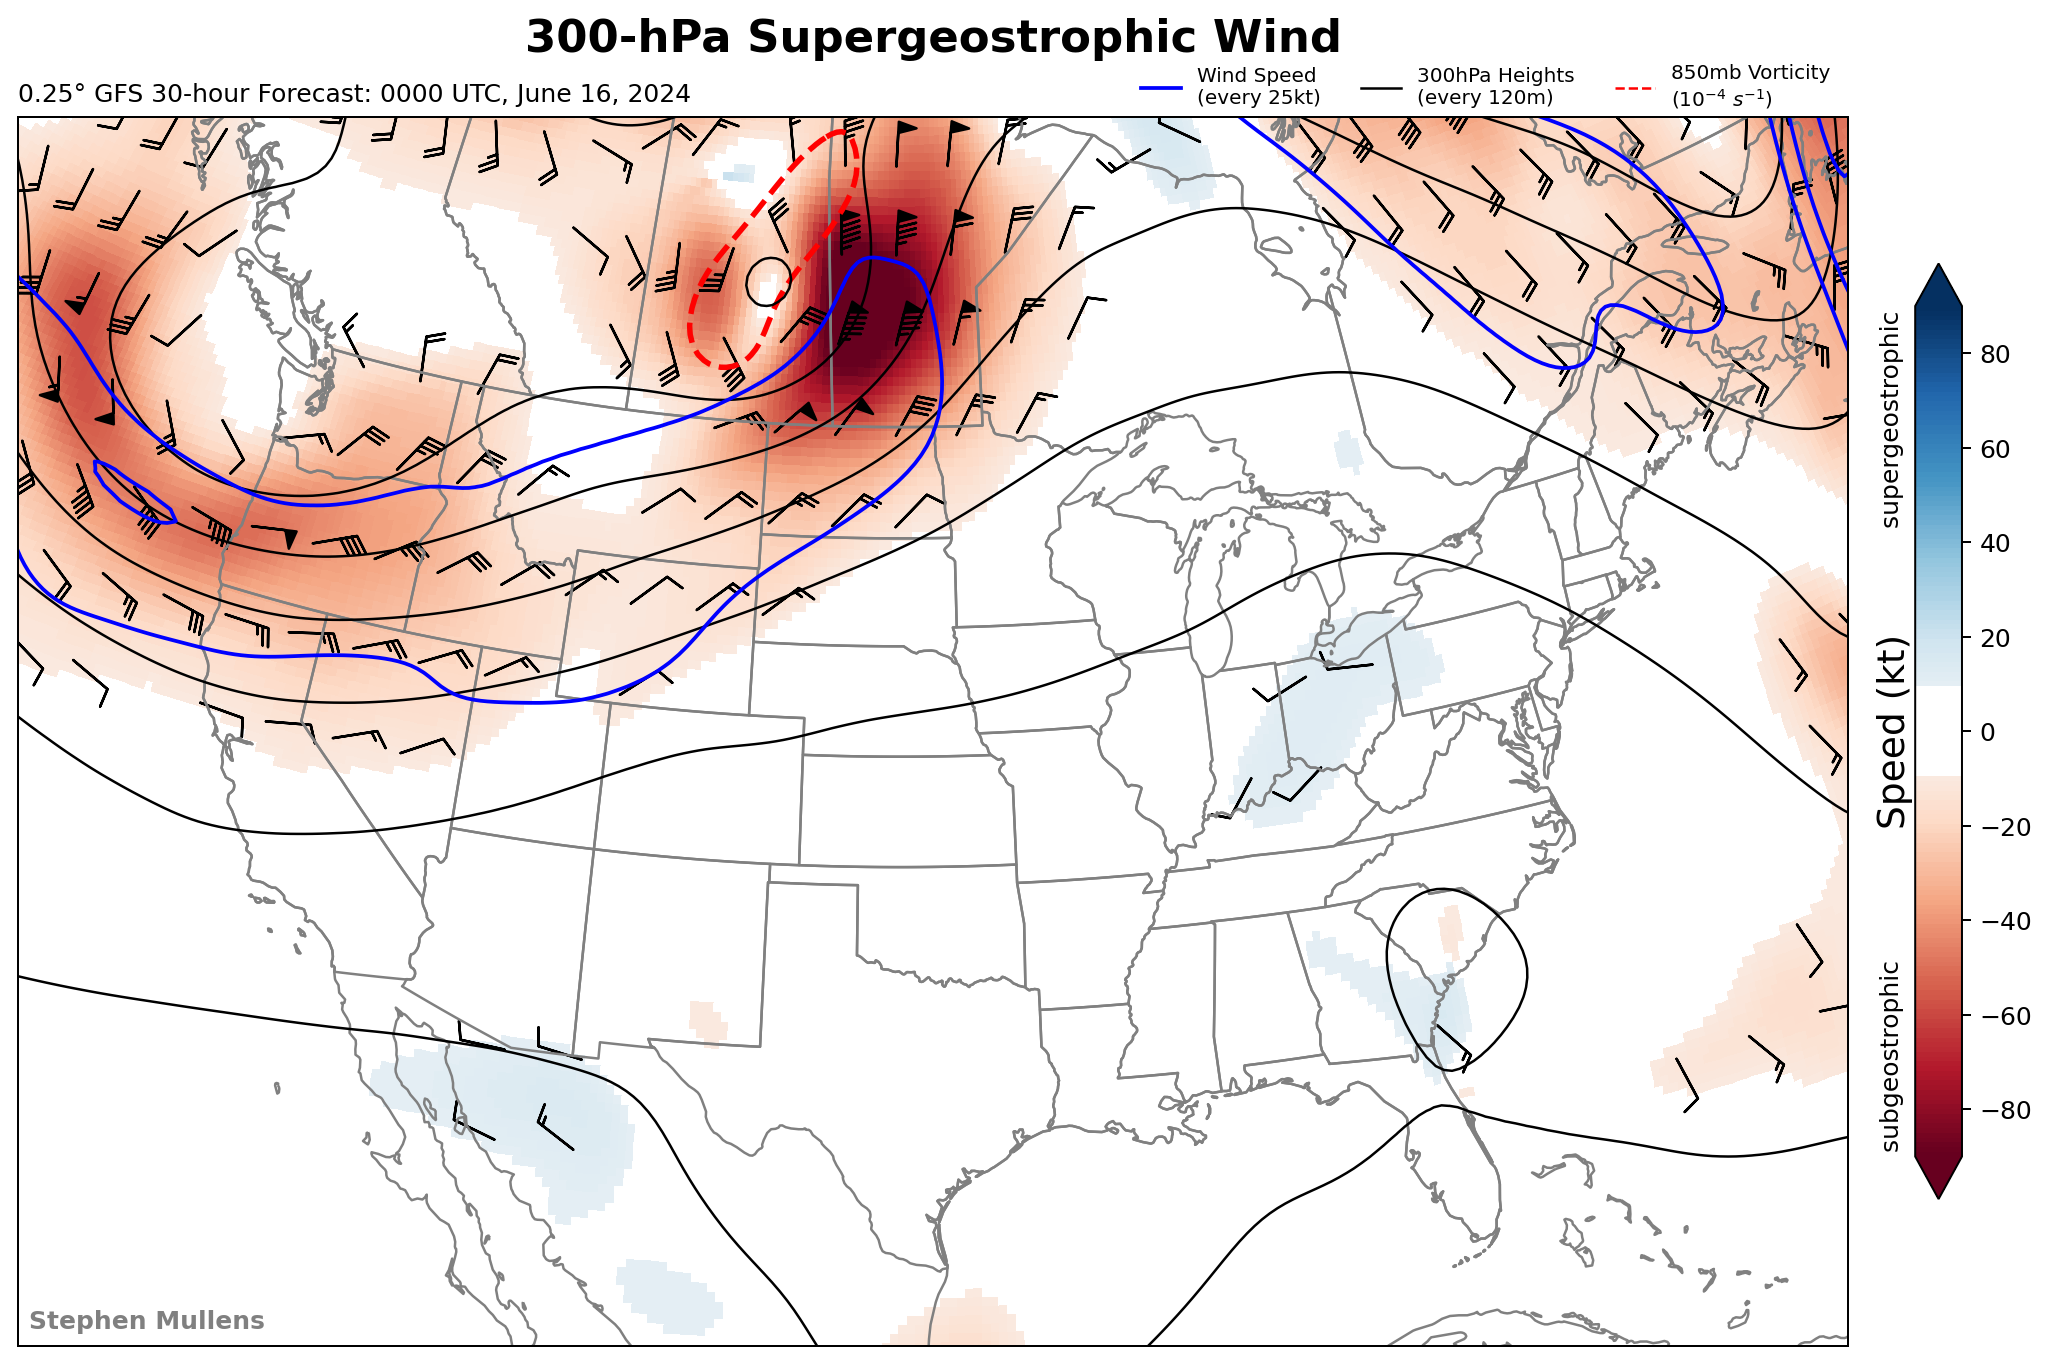 300-hPa Supergeostrophic Wind
0.25° GFS 30-hour Forecast: 0000 UTC, June 16, 2024
Wind Speed
(every 25kt)
300hPa Heights
(every 120m)
850mb Vorticity
(10⁻⁴ s⁻¹)
supergeostrophic
Speed (kt)
subgeostrophic
80
60
40
20
0
−20
−40
−60
−80
Stephen Mullens